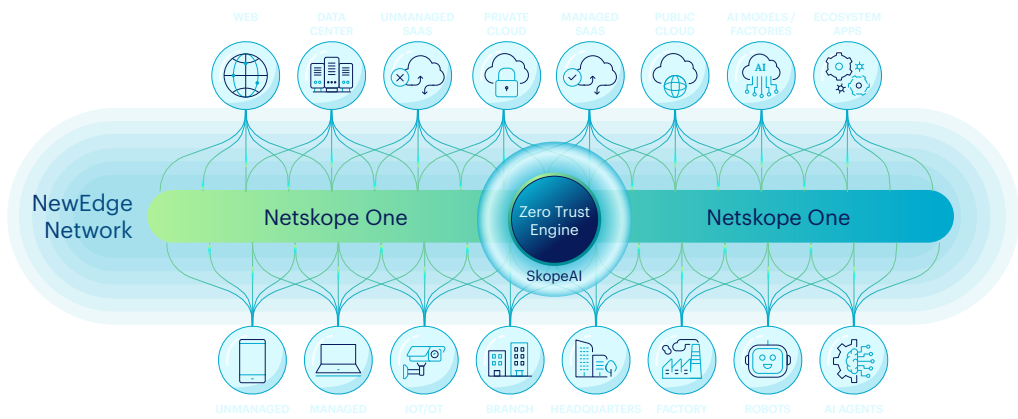 WEB
DATA
CENTER
UNMANAGED
SAAS
PRIVATE
CLOUD
MANAGED
SAAS
PUBLIC
CLOUD
AI MODELS /
FACTORIES
ECOSYSTEM
APPS
AI
NewEdge
Network
Netskope One
Zero Trust
Engine
SkopeAI
Netskope One
UNMANAGED
MANAGED
IOT/OT
BRANCH
HEADQUARTERS
FACTORY
ROBOTS
AI AGENTS